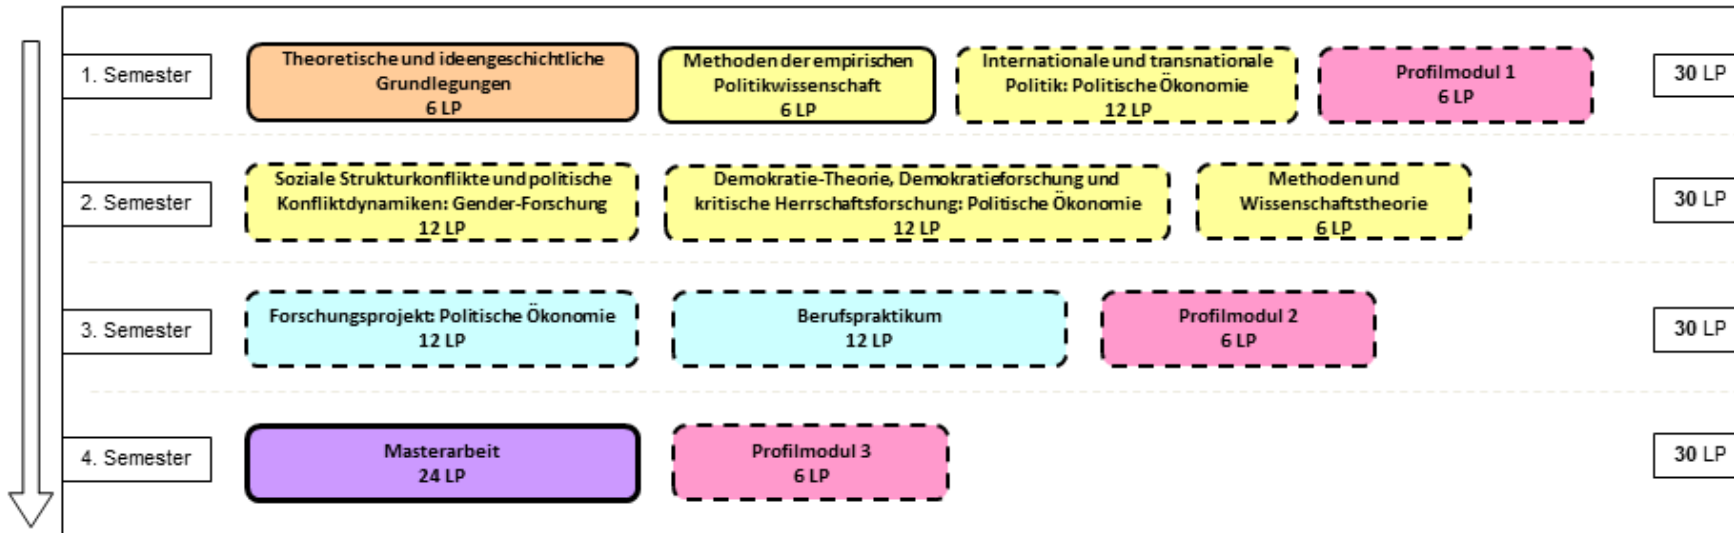 1. Semester
Theoretische und ideengeschichtliche
Grundlegungen
6 LP
Methoden der empirischen
Politikwissenschaft
6 LP
Internationale und transnationale
Politik: Politische Ökonomie
12 LP
Profilmodul 1
6 LP
30 LP
2. Semester
Soziale Strukturkonflikte und politische
Konfliktdynamiken: Gender-Forschung
12 LP
Demokratie-Theorie, Demokratieforschung und
kritische Herrschaftsforschung: Politische Ökonomie
12 LP
Methoden und
Wissenschaftstheorie
6 LP
30 LP
3. Semester
Forschungsprojekt: Politische Ökonomie
12 LP
Berufspraktikum
12 LP
Profilmodul 2
6 LP
30 LP
4. Semester
Masterarbeit
24 LP
Profilmodul 3
6 LP
30 LP